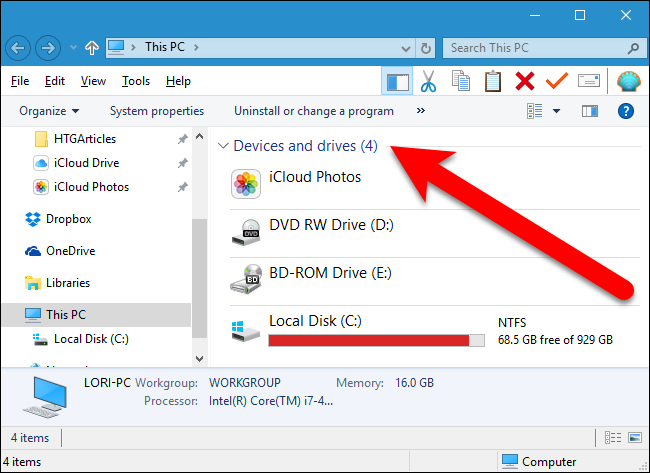 This PC
Search This PC
File Edit View Tools Help
Organize System properties Uninstall or change a program »
HTGArticles
iCloud Drive
iCloud Photos
Dropbox
OneDrive
Libraries
This PC
Local Disk (C:)
Devices and drives (4)
iCloud Photos
DVD RW Drive (D:)
DVD
BD-ROM Drive (E:)
BD
Local Disk (C:)
NTFS
68.5 GB free of 929 GB
LORI-PC Workgroup: WORKGROUP Memory: 16.0 GB
Processor: Intel(R) Core(TM) i7-4...
4 items
4 items Computer